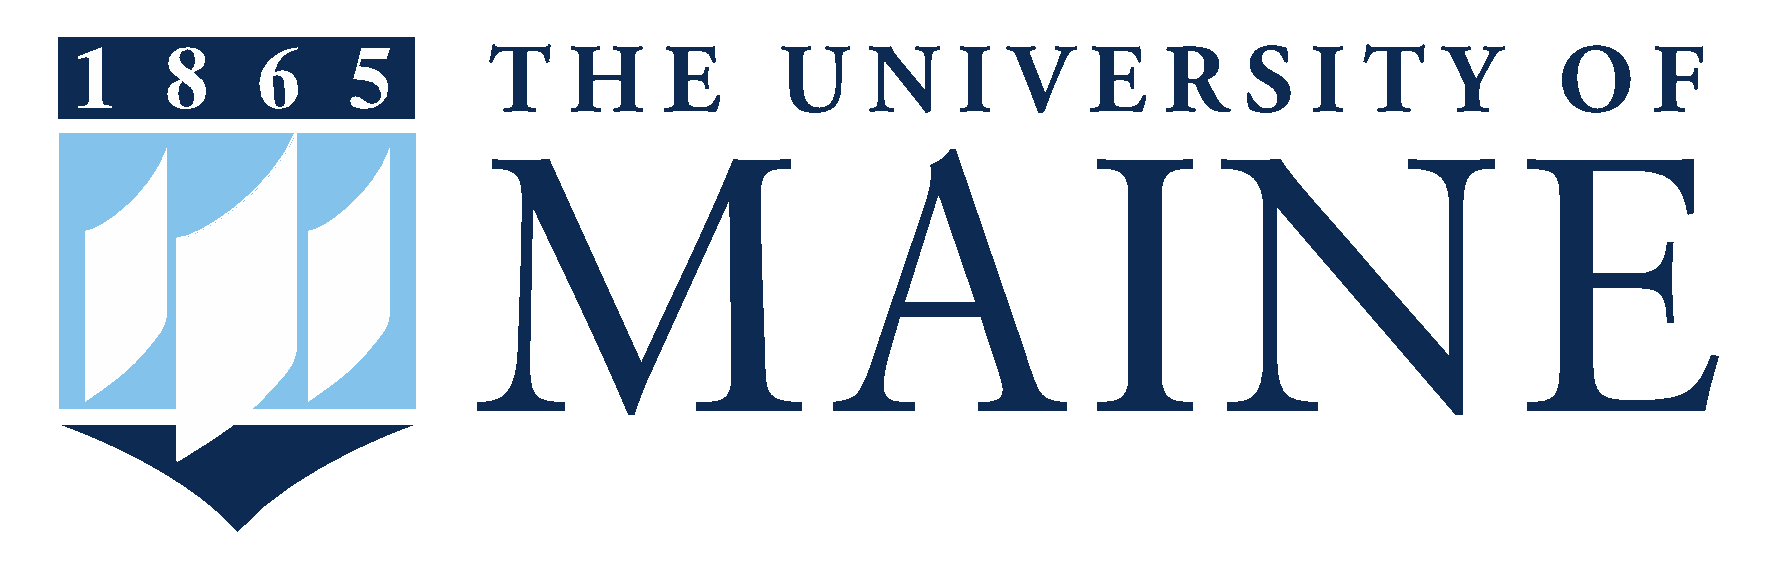 1865
THE UNIVERSITY OF
MAINE